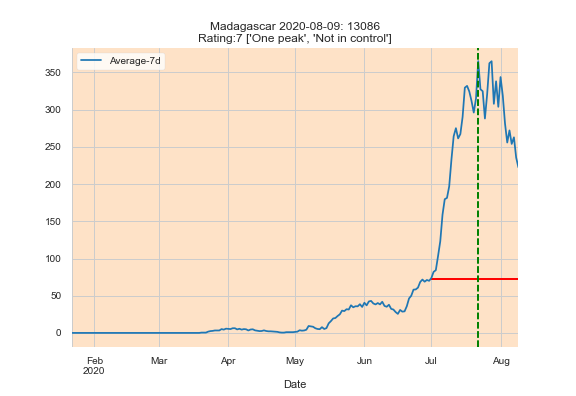 Madagascar 2020-08-09: 13086
Rating:7 ['One peak', 'Not in control']
Average-7d
350
300
250
200
150
100
50
0
Feb
2020
Mar
Apr
May
Jun
Jul
Aug
Date